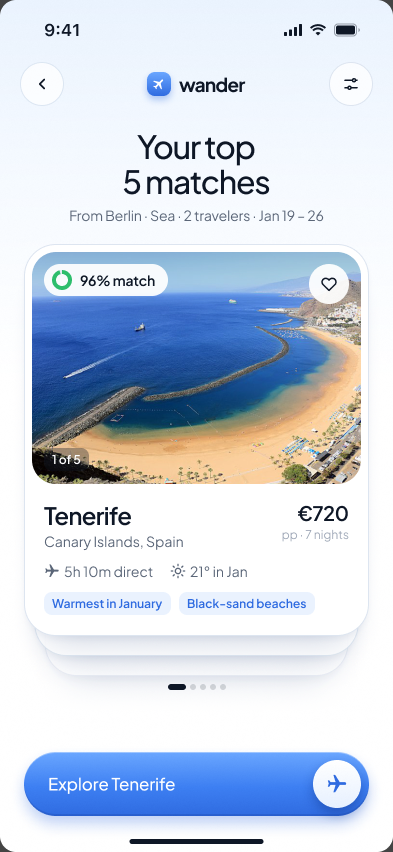 9:41
wander
Your top
5 matches
From Berlin · Sea · 2 travelers · Jan 19 – 26
96% match
1 of 5
Tenerife
€720
Canary Islands, Spain
pp · 7 nights
5h 10m direct
21° in Jan
Warmest in January
Black-sand beaches
Explore Tenerife